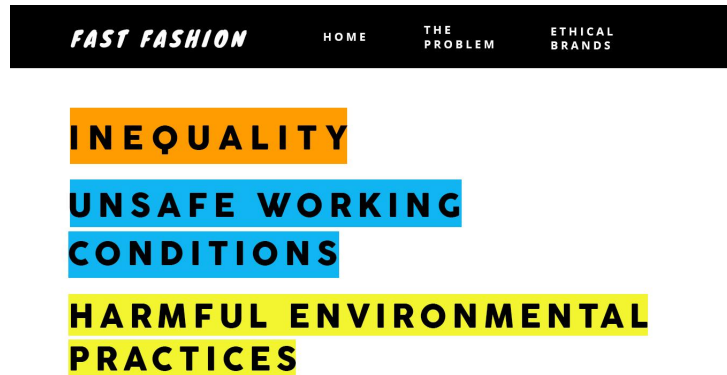 FAST FASHION
HOME
THE
PROBLEM
ETHICAL
BRANDS
INEQUALITY
UNSAFE WORKING
CONDITIONS
HARMFUL ENVIRONMENTAL
PRACTICES